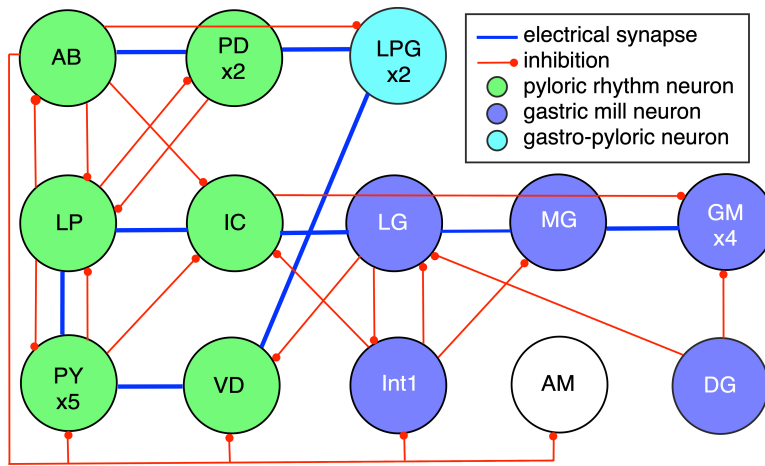 AB
PD
x2
LPG
x2
electrical synapse
inhibition
pyloric rhythm neuron
gastric mill neuron
gastro-pyloric neuron
LP
IC
LG
MG
GM
x4
PY
x5
VD
Int1
AM
DG